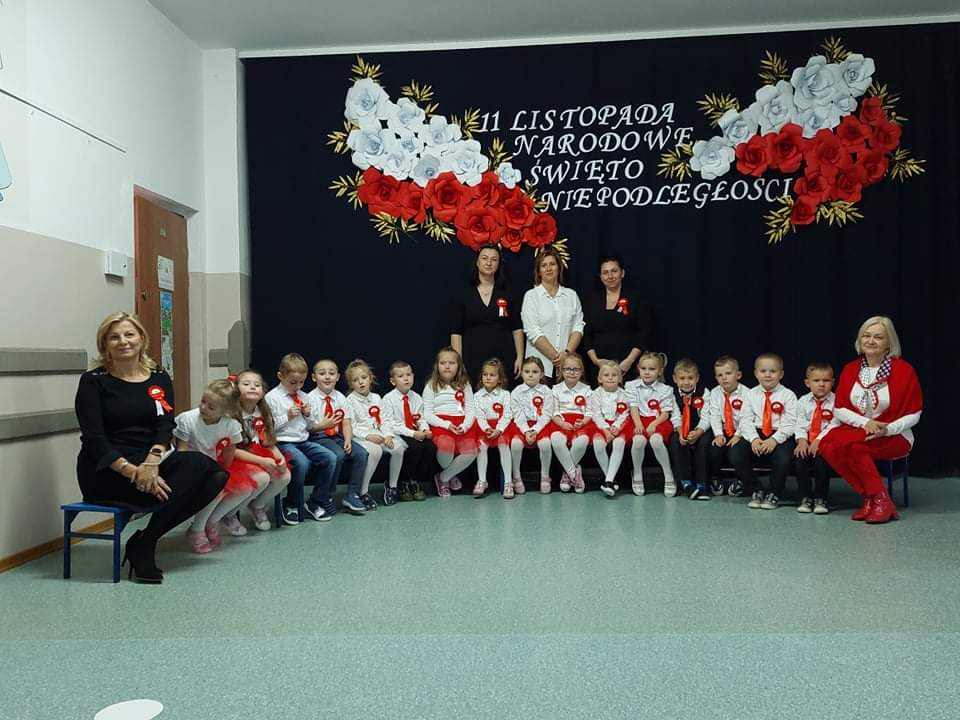 11 LISTOPADA
NARODOWE
ŚWIĘTO
NIEPODLEGŁOŚCI